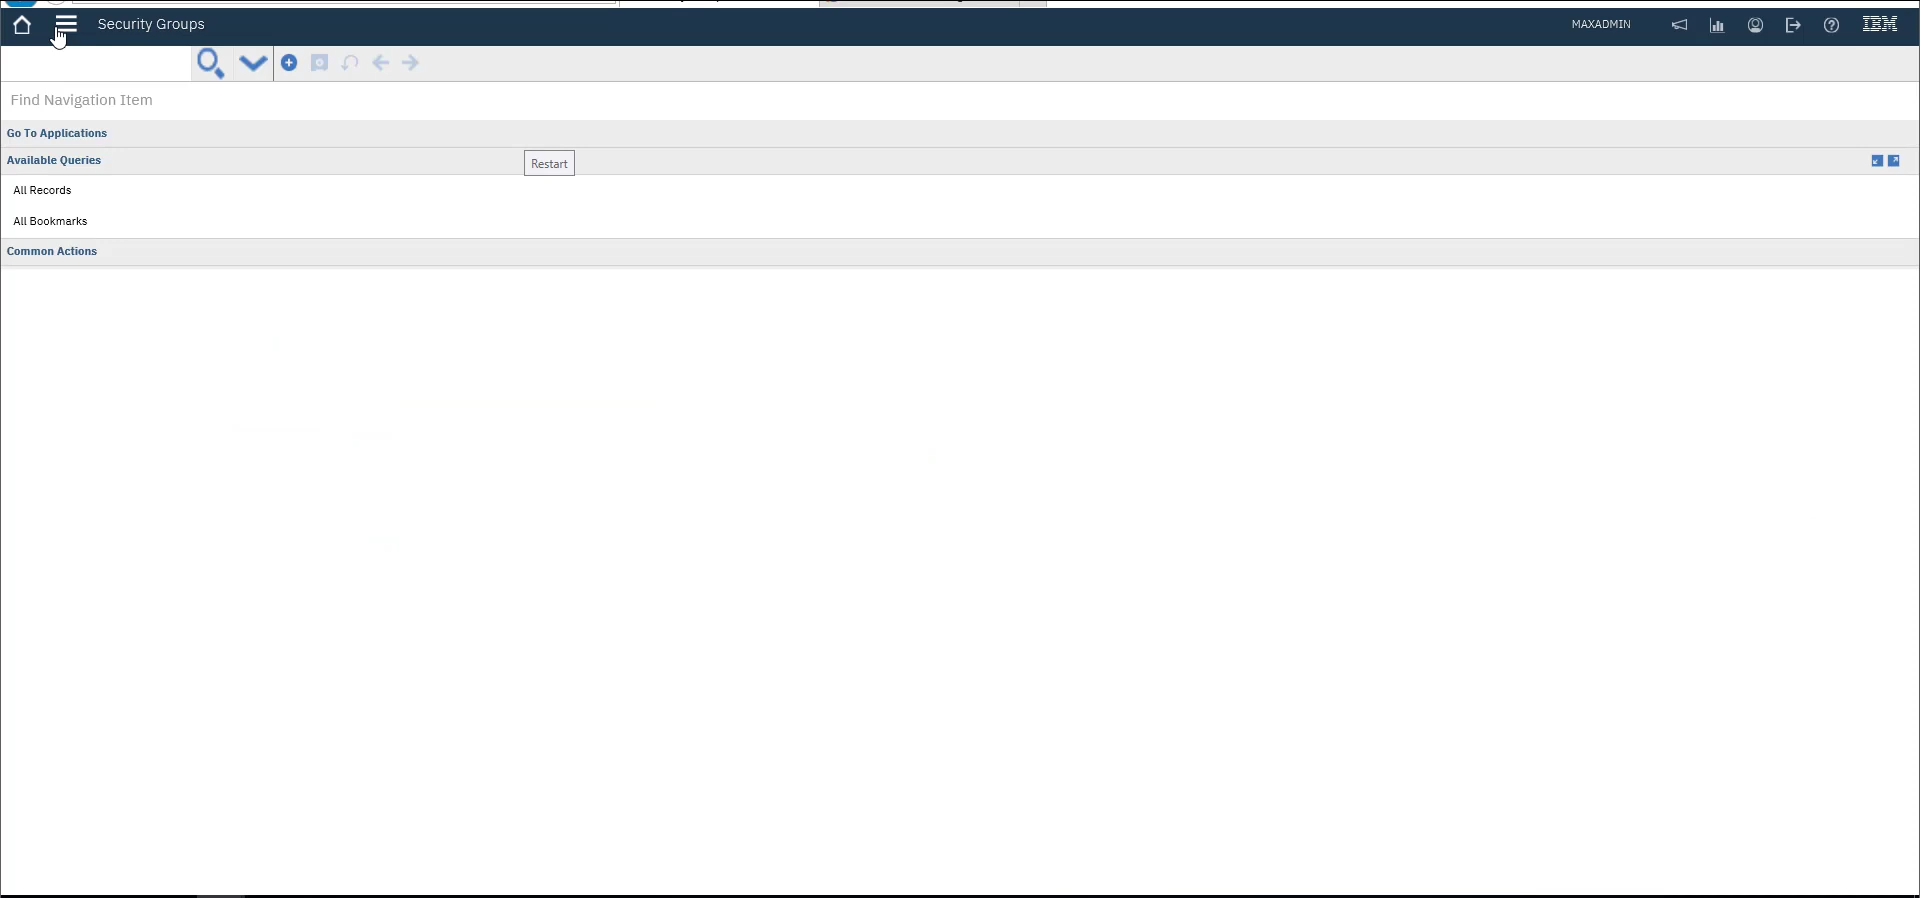 Security Groups
MAXADMIN
IBM
Find Navigation Item
Go To Applications
Available Queries
Restart
All Records
All Bookmarks
Common Actions